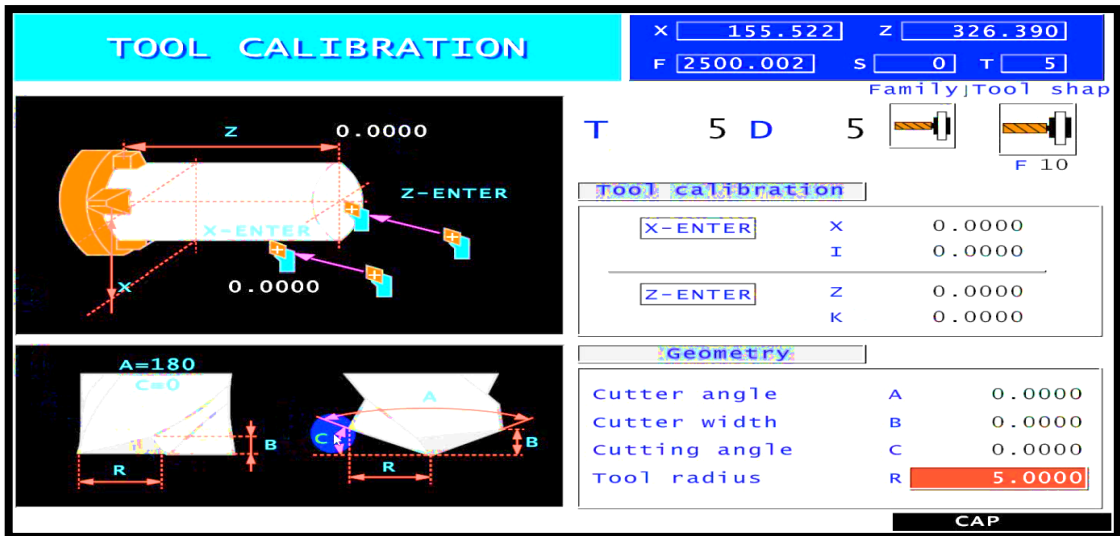 TOOL CALIBRATION
X 155.522 Z 326.390
F 2500.002 S 0 T 5
Family Tool shap
T 5 D 5
F 10
Z 0.0000
Z-ENTER
X-ENTER
X 0.0000
Tool calibration
X-ENTER X 0.0000
I 0.0000
Z-ENTER Z 0.0000
K 0.0000
A=180
C=0
B
R
A
C
B
R
Geometry
Cutter angle A 0.0000
Cutter width B 0.0000
Cutting angle C 0.0000
Tool radius R 5.0000
CAP